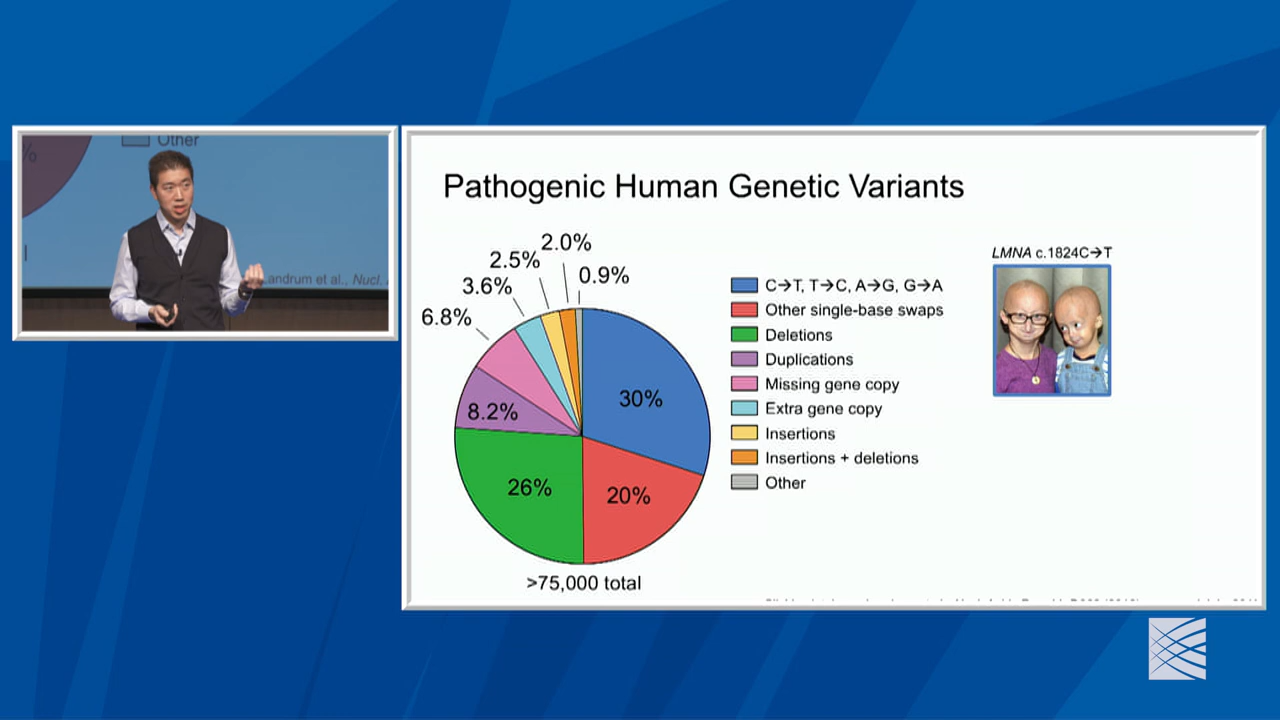 Other
%
Landrum et al., Nucl.
Pathogenic Human Genetic Variants
2.0%
2.5%
0.9%
3.6%
6.8%
8.2%
30%
26%
20%
>75,000 total
C→T, T→C, A→G, G→A
Other single-base swaps
Deletions
Duplications
Missing gene copy
Extra gene copy
Insertions
Insertions + deletions
Other
LMNA c.1824C→T